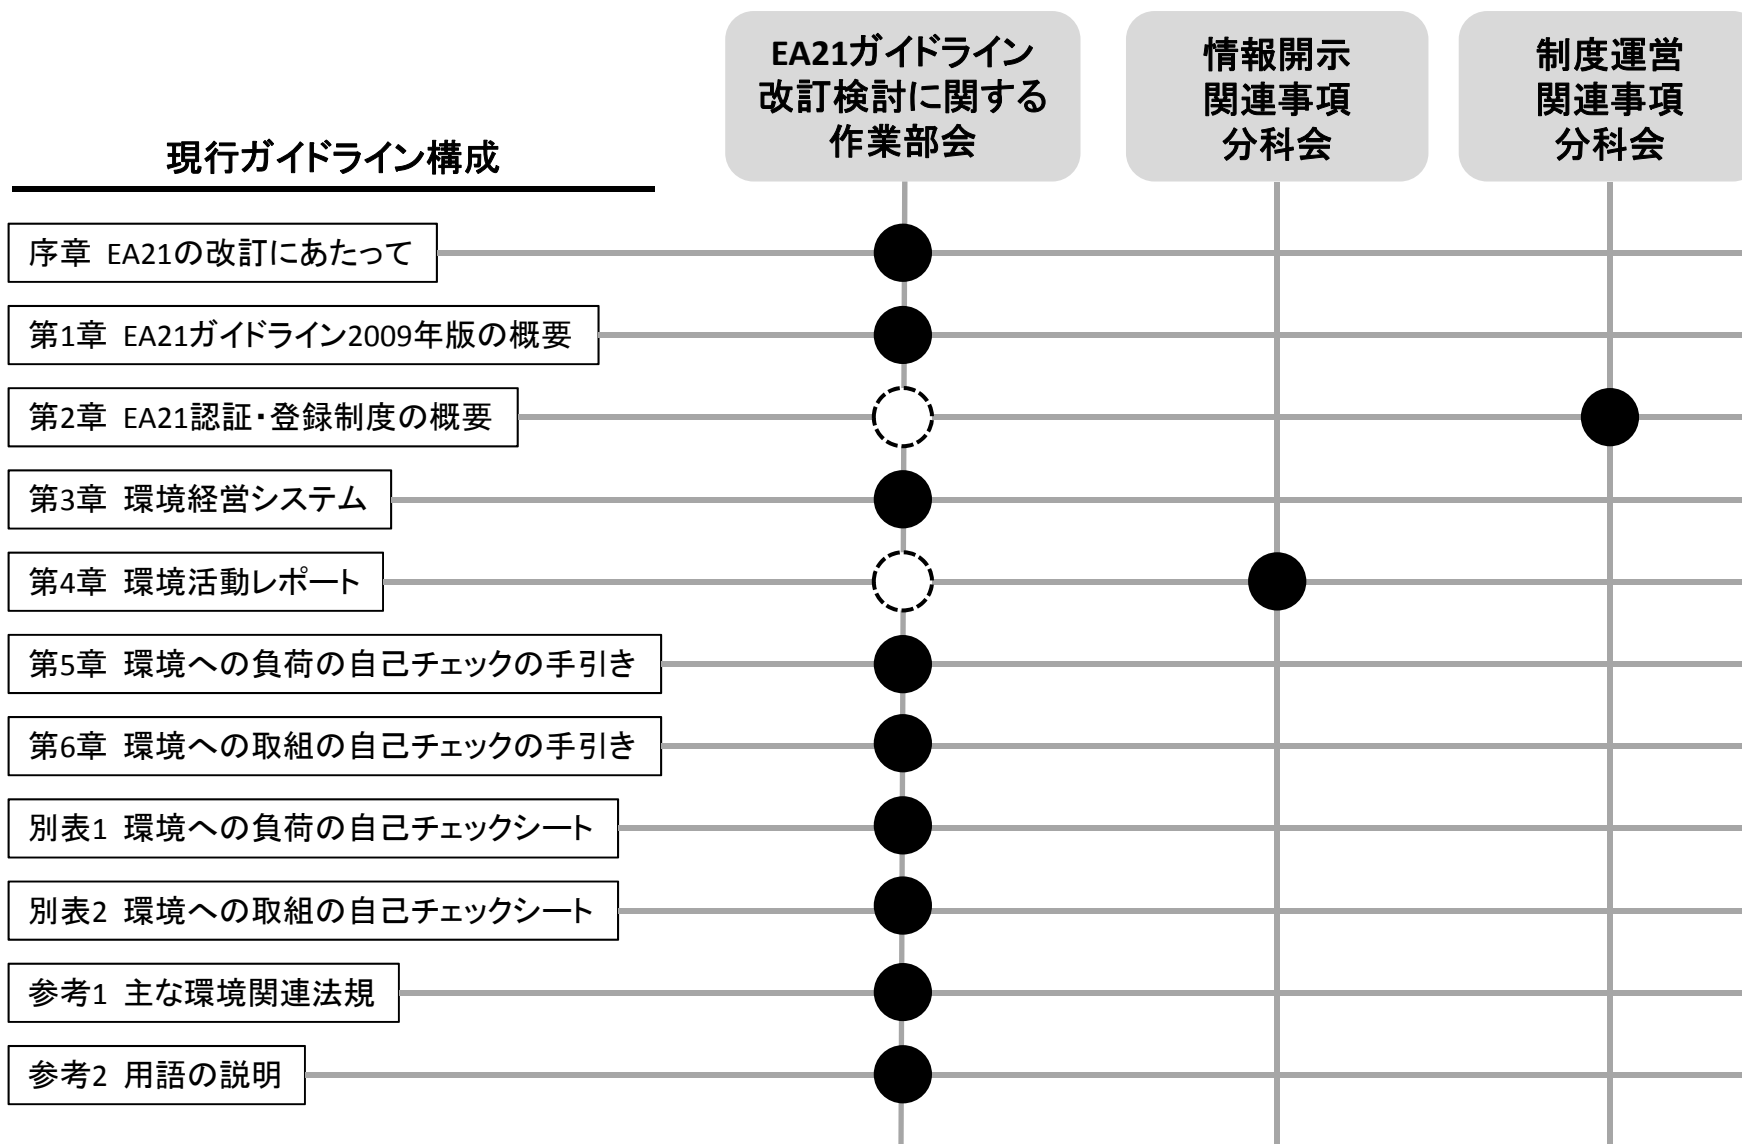 EA21ガイドライン
改訂検討に関する
作業部会
情報開示
関連事項
分科会
制度運営
関連事項
分科会
現行ガイドライン構成
序章 EA21の改訂にあたって
第1章 EA21ガイドライン2009年版の概要
第2章 EA21認証・登録制度の概要
第3章 環境経営システム
第4章 環境活動レポート
第5章 環境への負荷の自己チェックの手引き
第6章 環境への取組の自己チェックの手引き
別表1 環境への負荷の自己チェックシート
別表2 環境への取組の自己チェックシート
参考1 主な環境関連法規
参考2 用語の説明